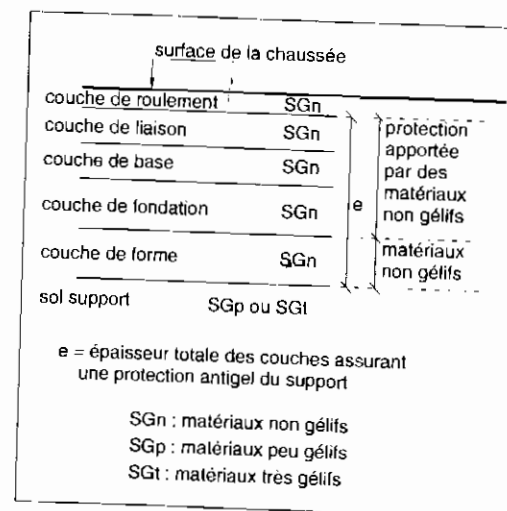 surface de la chaussée
couche de roulement SGn
couche de liaison SGn
couche de base SGn
couche de fondation SGn
couche de forme SGn
e
protection
apportée
par des
matériaux
non gélifs
matériaux
non gélifs
sol support SGp ou SGt
e = épaisseur totale des couches assurant
une protection antigel du support
SGn : matériaux non gélifs
SGp : matériaux peu gélifs
SGt : matériaux très gélifs